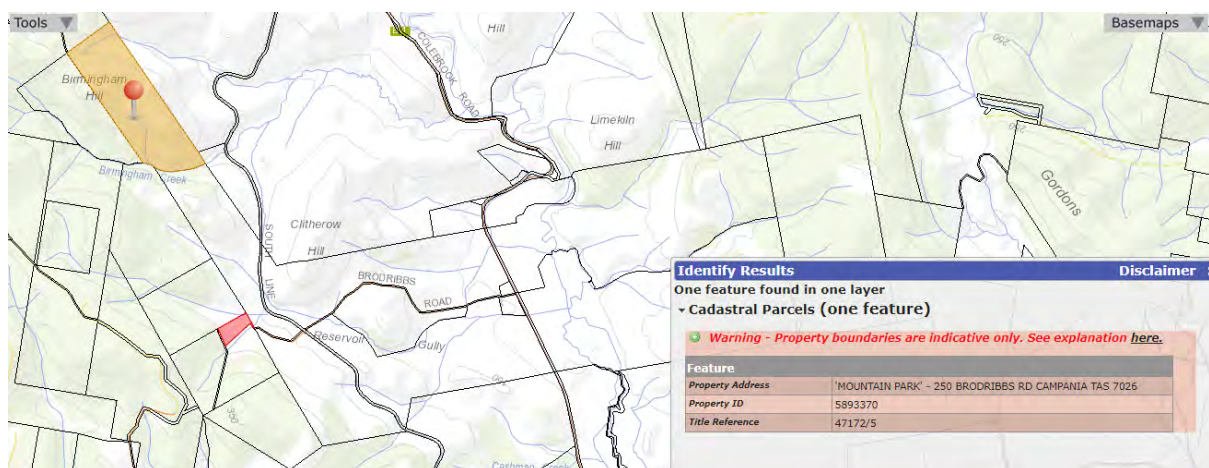 Tools
Basemaps
Hill
COLEBROOK ROAD
Birmingham Hill
Limekiln Hill
Birmingham Creek
Gordons
Clitherow Hill
SOUTH LINE
BRODRIBBS ROAD
Reservoir Gully
350
Cashman Creek
Identify Results Disclaimer
One feature found in one layer
Cadastral Parcels (one feature)
Warning - Property boundaries are indicative only. See explanation here.
Feature
Property Address 'MOUNTAIN PARK' - 250 BRODRIBBS RD CAMPANIA TAS 7026
Property ID 5893370
Title Reference 47172/5